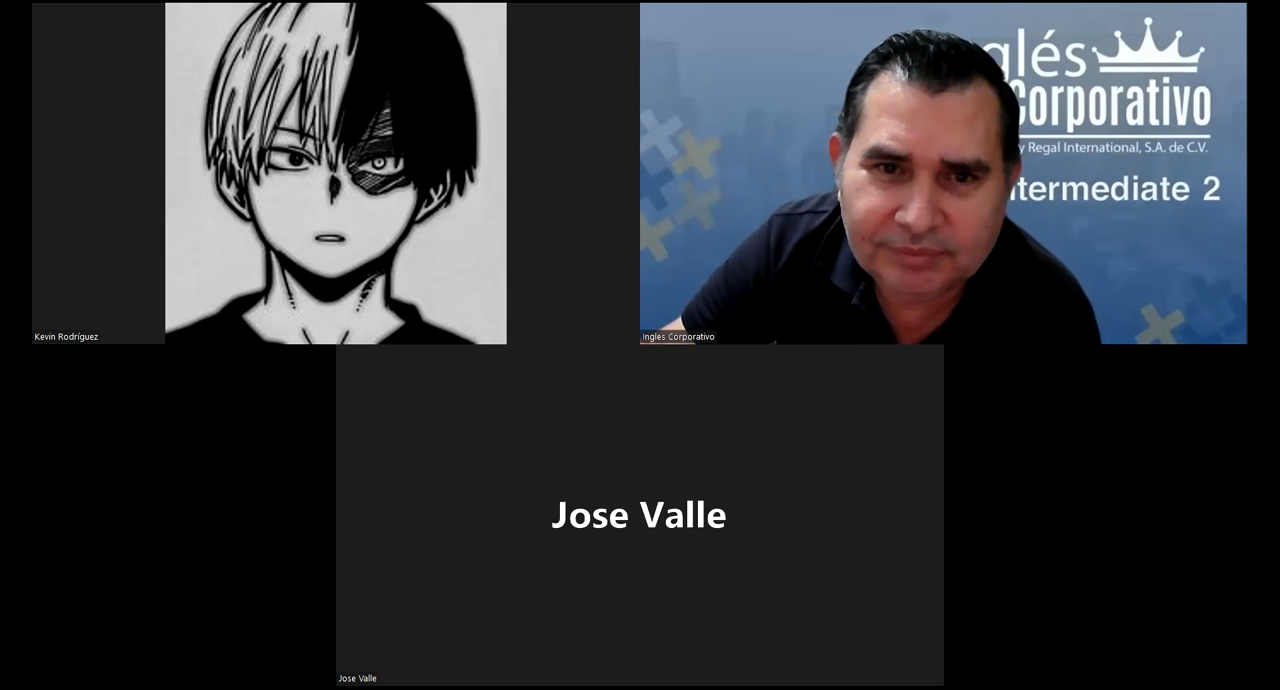 glés
Corporativo
y Regal International, S.A. de C.V.
ntermediate 2
Kevin Rodríguez
Ingles Corporativo
Jose Valle
Jose Valle